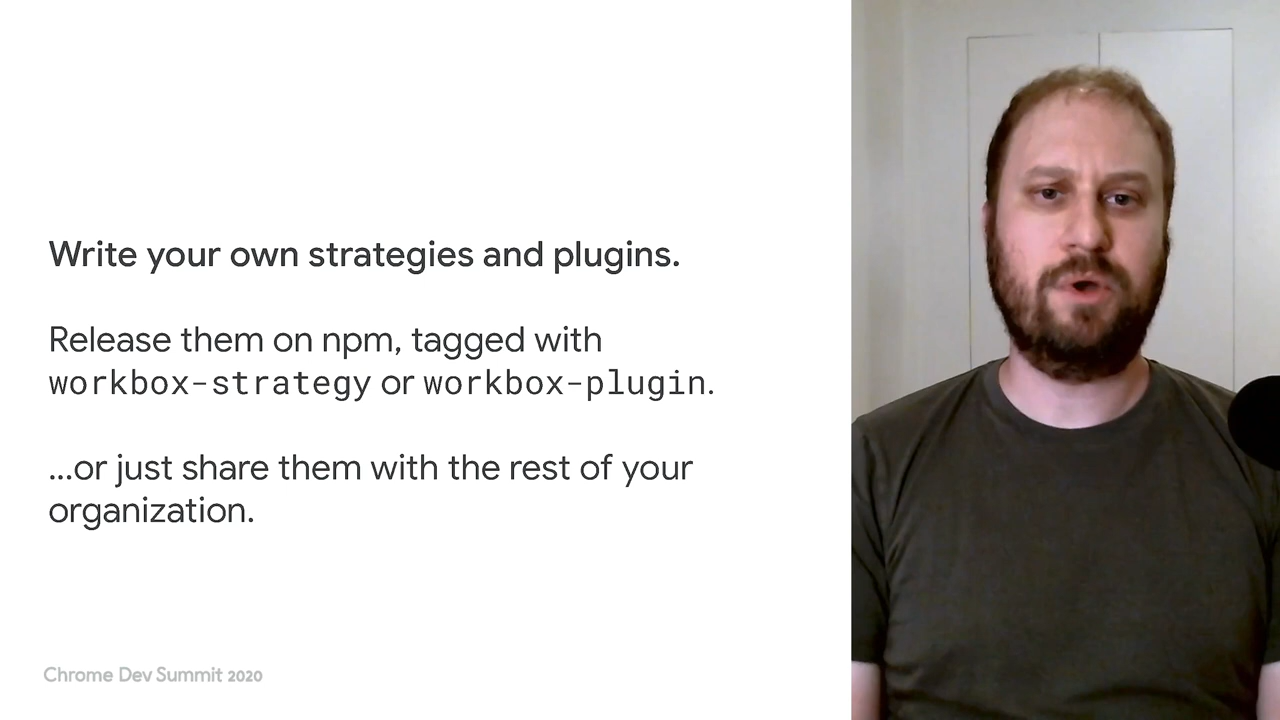 Write your own strategies and plugins.
Release them on npm, tagged with
workbox-strategy or workbox-plugin.
...or just share them with the rest of your
organization.
Chrome Dev Summit 2020